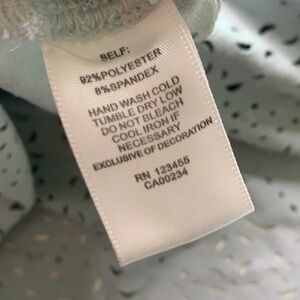 SELF:
92%POLYESTER
8%SPANDEX
HAND WASH COLD
TUMBLE DRY LOW
DO NOT BLEACH
COOL IRON IF
NECESSARY
EXCLUSIVE OF DECORATION
RN 123455
CA00234